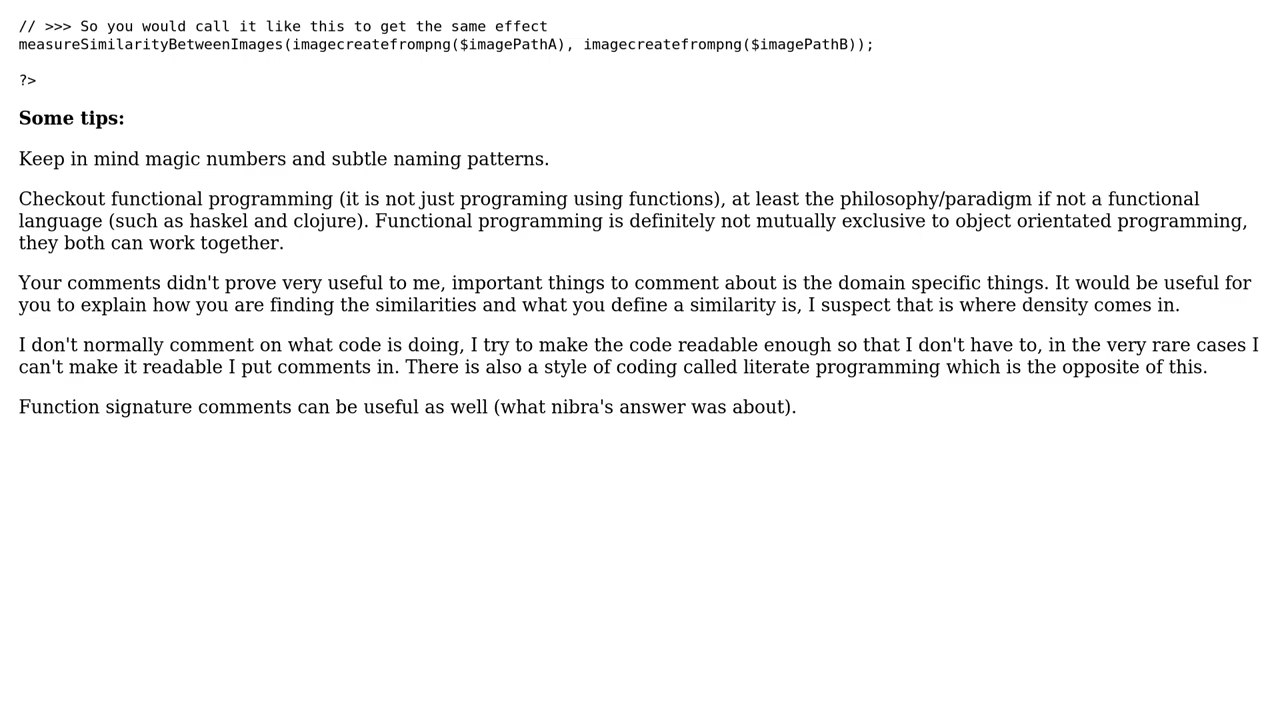 // >>> So you would call it like this to get the same effect
measureSimilarityBetweenImages(imagecreatefrompng($imagePathA), imagecreatefrompng($imagePathB));
?>
Some tips:
Keep in mind magic numbers and subtle naming patterns.
Checkout functional programming (it is not just programing using functions), at least the philosophy/paradigm if not a functional
language (such as haskel and clojure). Functional programming is definitely not mutually exclusive to object orientated programming,
they both can work together.
Your comments didn't prove very useful to me, important things to comment about is the domain specific things. It would be useful for
you to explain how you are finding the similarities and what you define a similarity is, I suspect that is where density comes in.
I don't normally comment on what code is doing, I try to make the code readable enough so that I don't have to, in the very rare cases I
can't make it readable I put comments in. There is also a style of coding called literate programming which is the opposite of this.
Function signature comments can be useful as well (what nibra's answer was about).